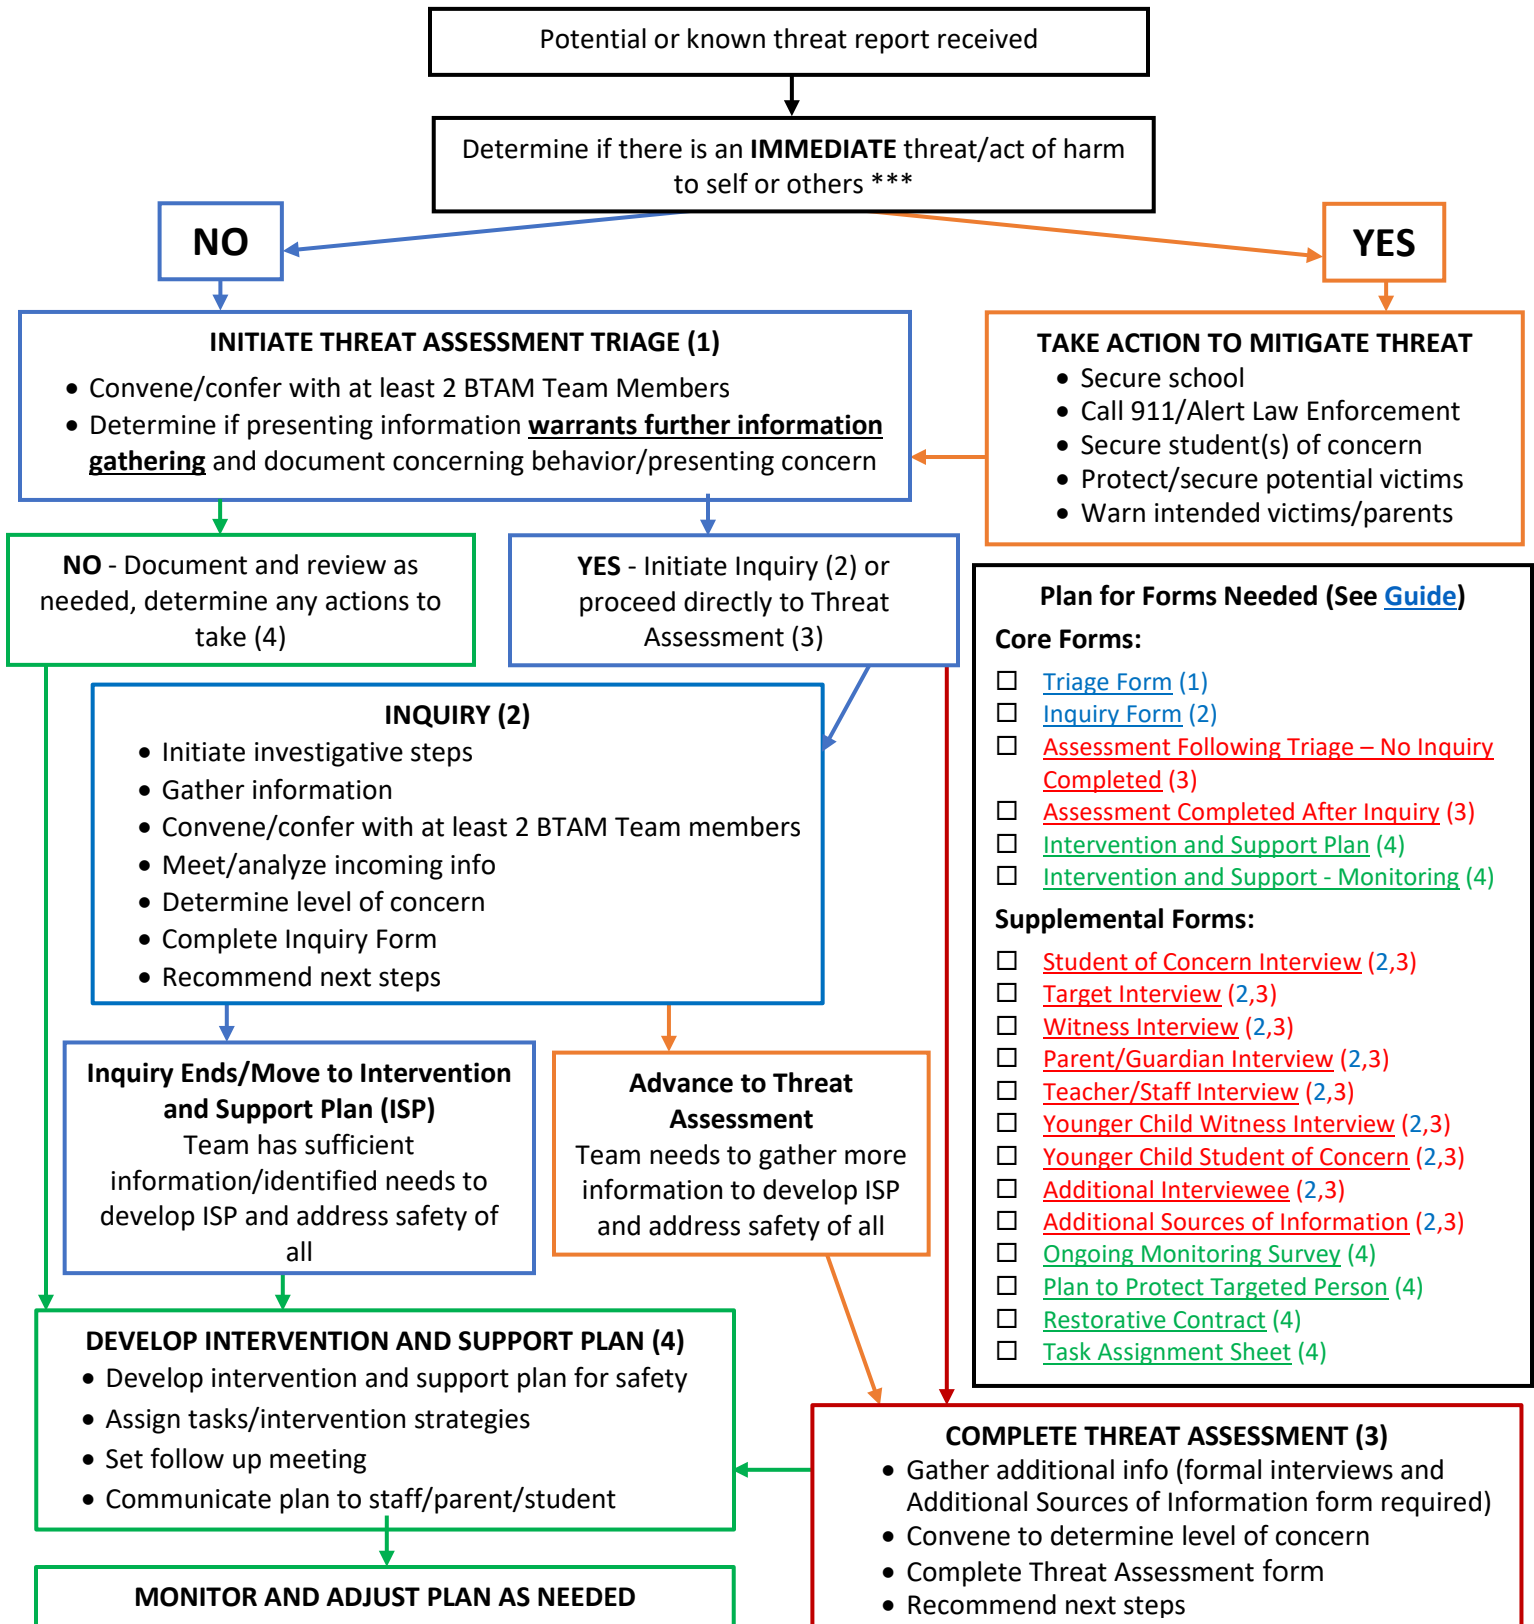 Potential or known threat report received
Determine if there is an IMMEDIATE threat/act of harm
to self or others ***
NO
YES
INITIATE THREAT ASSESSMENT TRIAGE (1)
• Convene/confer with at least 2 BTAM Team Members
• Determine if presenting information warrants further information
gathering and document concerning behavior/presenting concern
TAKE ACTION TO MITIGATE THREAT
• Secure school
• Call 911/Alert Law Enforcement
• Secure student(s) of concern
• Protect/secure potential victims
• Warn intended victims/parents
NO - Document and review as
needed, determine any actions to
take (4)
YES - Initiate Inquiry (2) or
proceed directly to Threat
Assessment (3)
INQUIRY (2)
• Initiate investigative steps
• Gather information
• Convene/confer with at least 2 BTAM Team members
• Meet/analyze incoming info
• Determine level of concern
• Complete Inquiry Form
• Recommend next steps
Plan for Forms Needed (See Guide)
Core Forms:
☐ Triage Form (1)
☐ Inquiry Form (2)
☐ Assessment Following Triage – No Inquiry
Completed (3)
☐ Assessment Completed After Inquiry (3)
☐ Intervention and Support Plan (4)
☐ Intervention and Support - Monitoring (4)
Supplemental Forms:
☐ Student of Concern Interview (2,3)
☐ Target Interview (2,3)
☐ Witness Interview (2,3)
☐ Parent/Guardian Interview (2,3)
☐ Teacher/Staff Interview (2,3)
☐ Younger Child Witness Interview (2,3)
☐ Younger Child Student of Concern (2,3)
☐ Additional Interviewee (2,3)
☐ Additional Sources of Information (2,3)
☐ Ongoing Monitoring Survey (4)
☐ Plan to Protect Targeted Person (4)
☐ Restorative Contract (4)
☐ Task Assignment Sheet (4)
Inquiry Ends/Move to Intervention
and Support Plan (ISP)
Team has sufficient
information/identified needs to
develop ISP and address safety of
all
Advance to Threat
Assessment
Team needs to gather more
information to develop ISP
and address safety of all
DEVELOP INTERVENTION AND SUPPORT PLAN (4)
• Develop intervention and support plan for safety
• Assign tasks/intervention strategies
• Set follow up meeting
• Communicate plan to staff/parent/student
COMPLETE THREAT ASSESSMENT (3)
• Gather additional info (formal interviews and
Additional Sources of Information form required)
• Convene to determine level of concern
• Complete Threat Assessment form
• Recommend next steps
MONITOR AND ADJUST PLAN AS NEEDED